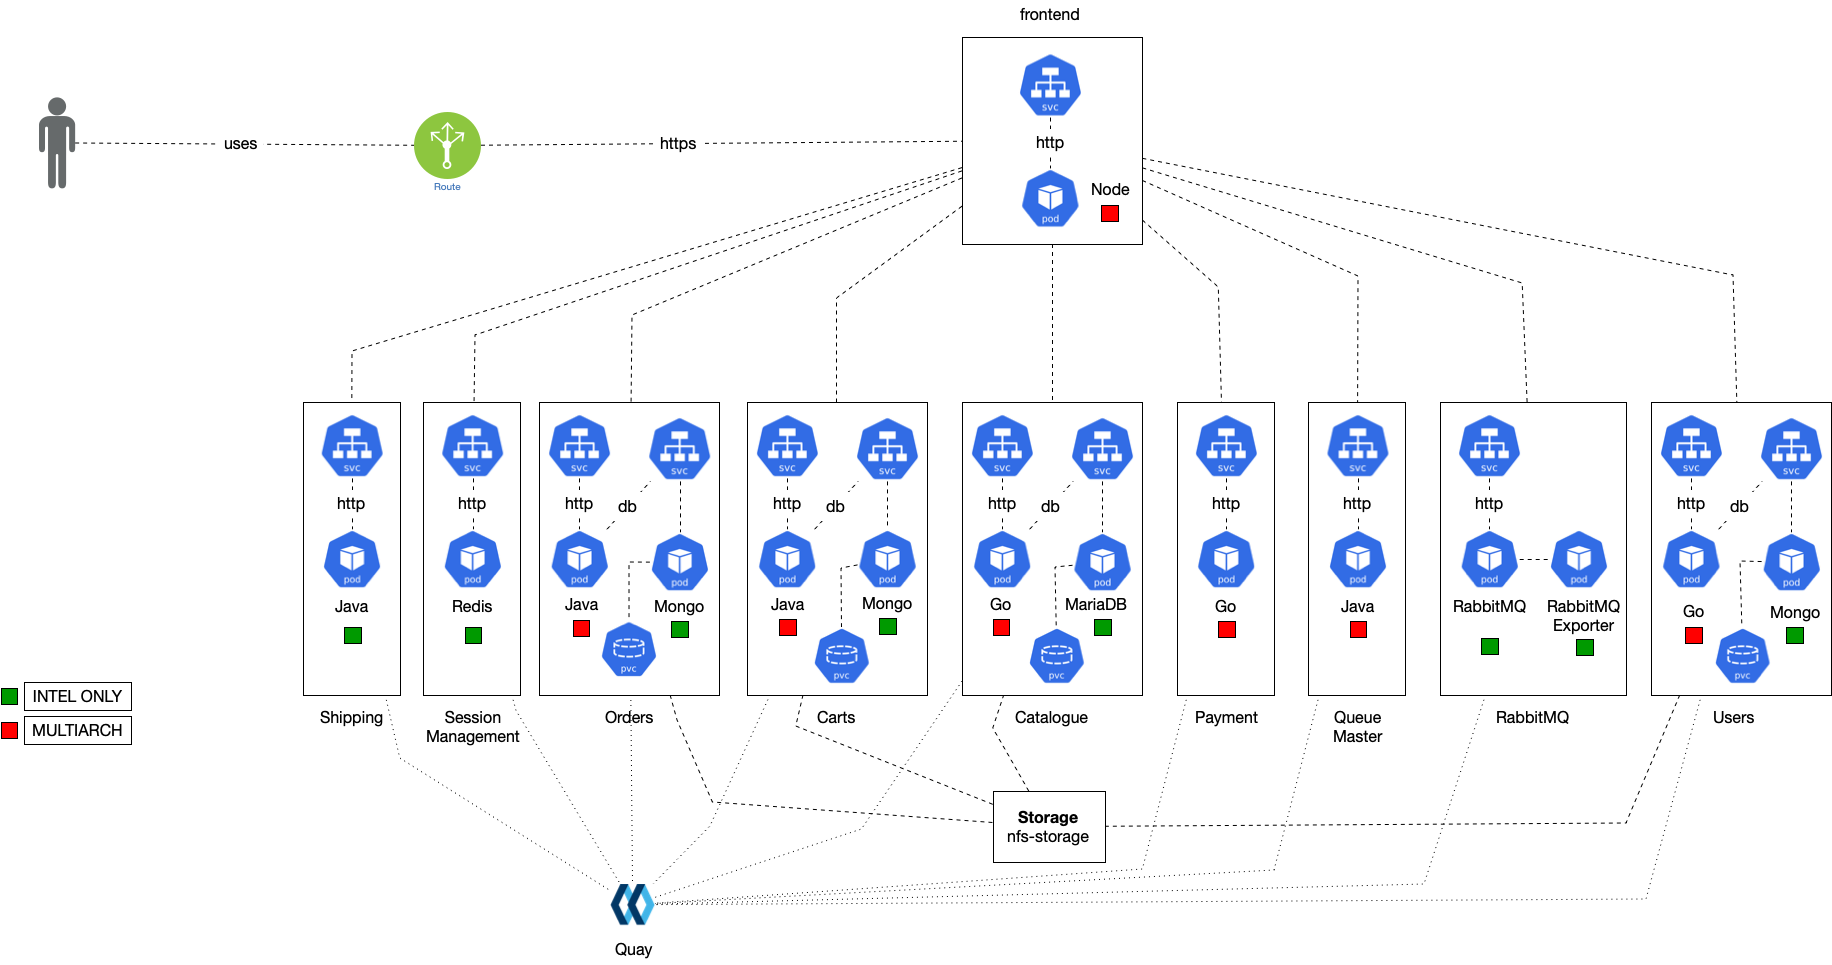 frontend
svc
http
pod
Node
uses
Route
https
svc
http
pod
Java
svc
http
pod
Redis
svc
svc
http
db
pod
pod
Java
Mongo
pvc
svc
svc
http
db
pod
pod
Java
Mongo
pvc
svc
svc
http
db
pod
pod
Go
MariaDB
pvc
svc
http
pod
Go
svc
http
pod
Java
svc
http
pod
pod
RabbitMQ
RabbitMQ
Exporter
svc
svc
http
db
pod
pod
Go
Mongo
pvc
INTEL ONLY
MULTIARCH
Shipping
Session
Management
Orders
Carts
Catalogue
Payment
Queue
Master
RabbitMQ
Users
Storage
nfs-storage
Quay